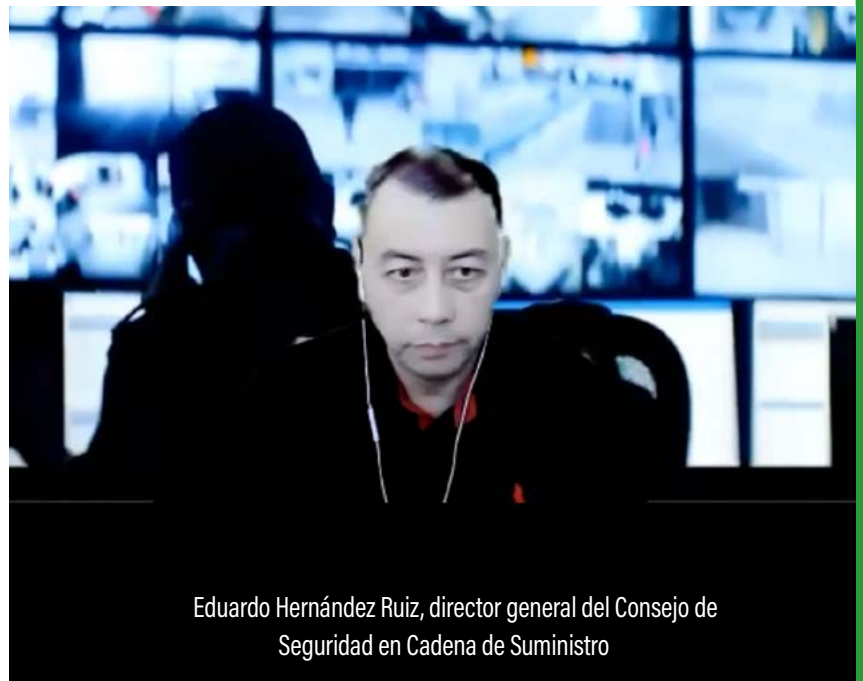 Eduardo Hernández Ruiz, director general del Consejo de
Seguridad en Cadena de Suministro